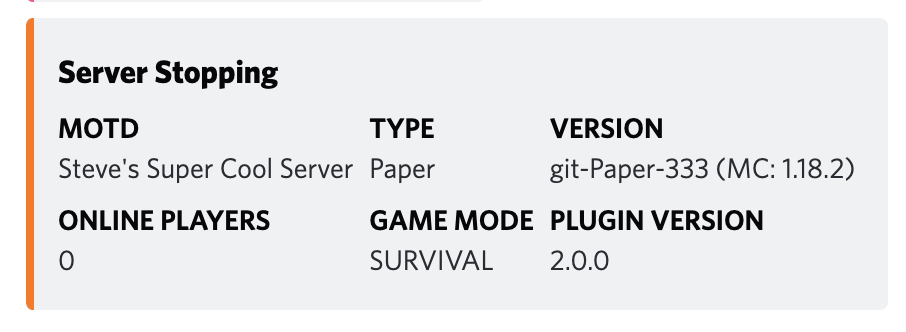 Server Stopping
MOTD TYPE VERSION
Steve's Super Cool Server Paper git-Paper-333 (MC: 1.18.2)
ONLINE PLAYERS GAME MODE PLUGIN VERSION
0 SURVIVAL 2.0.0